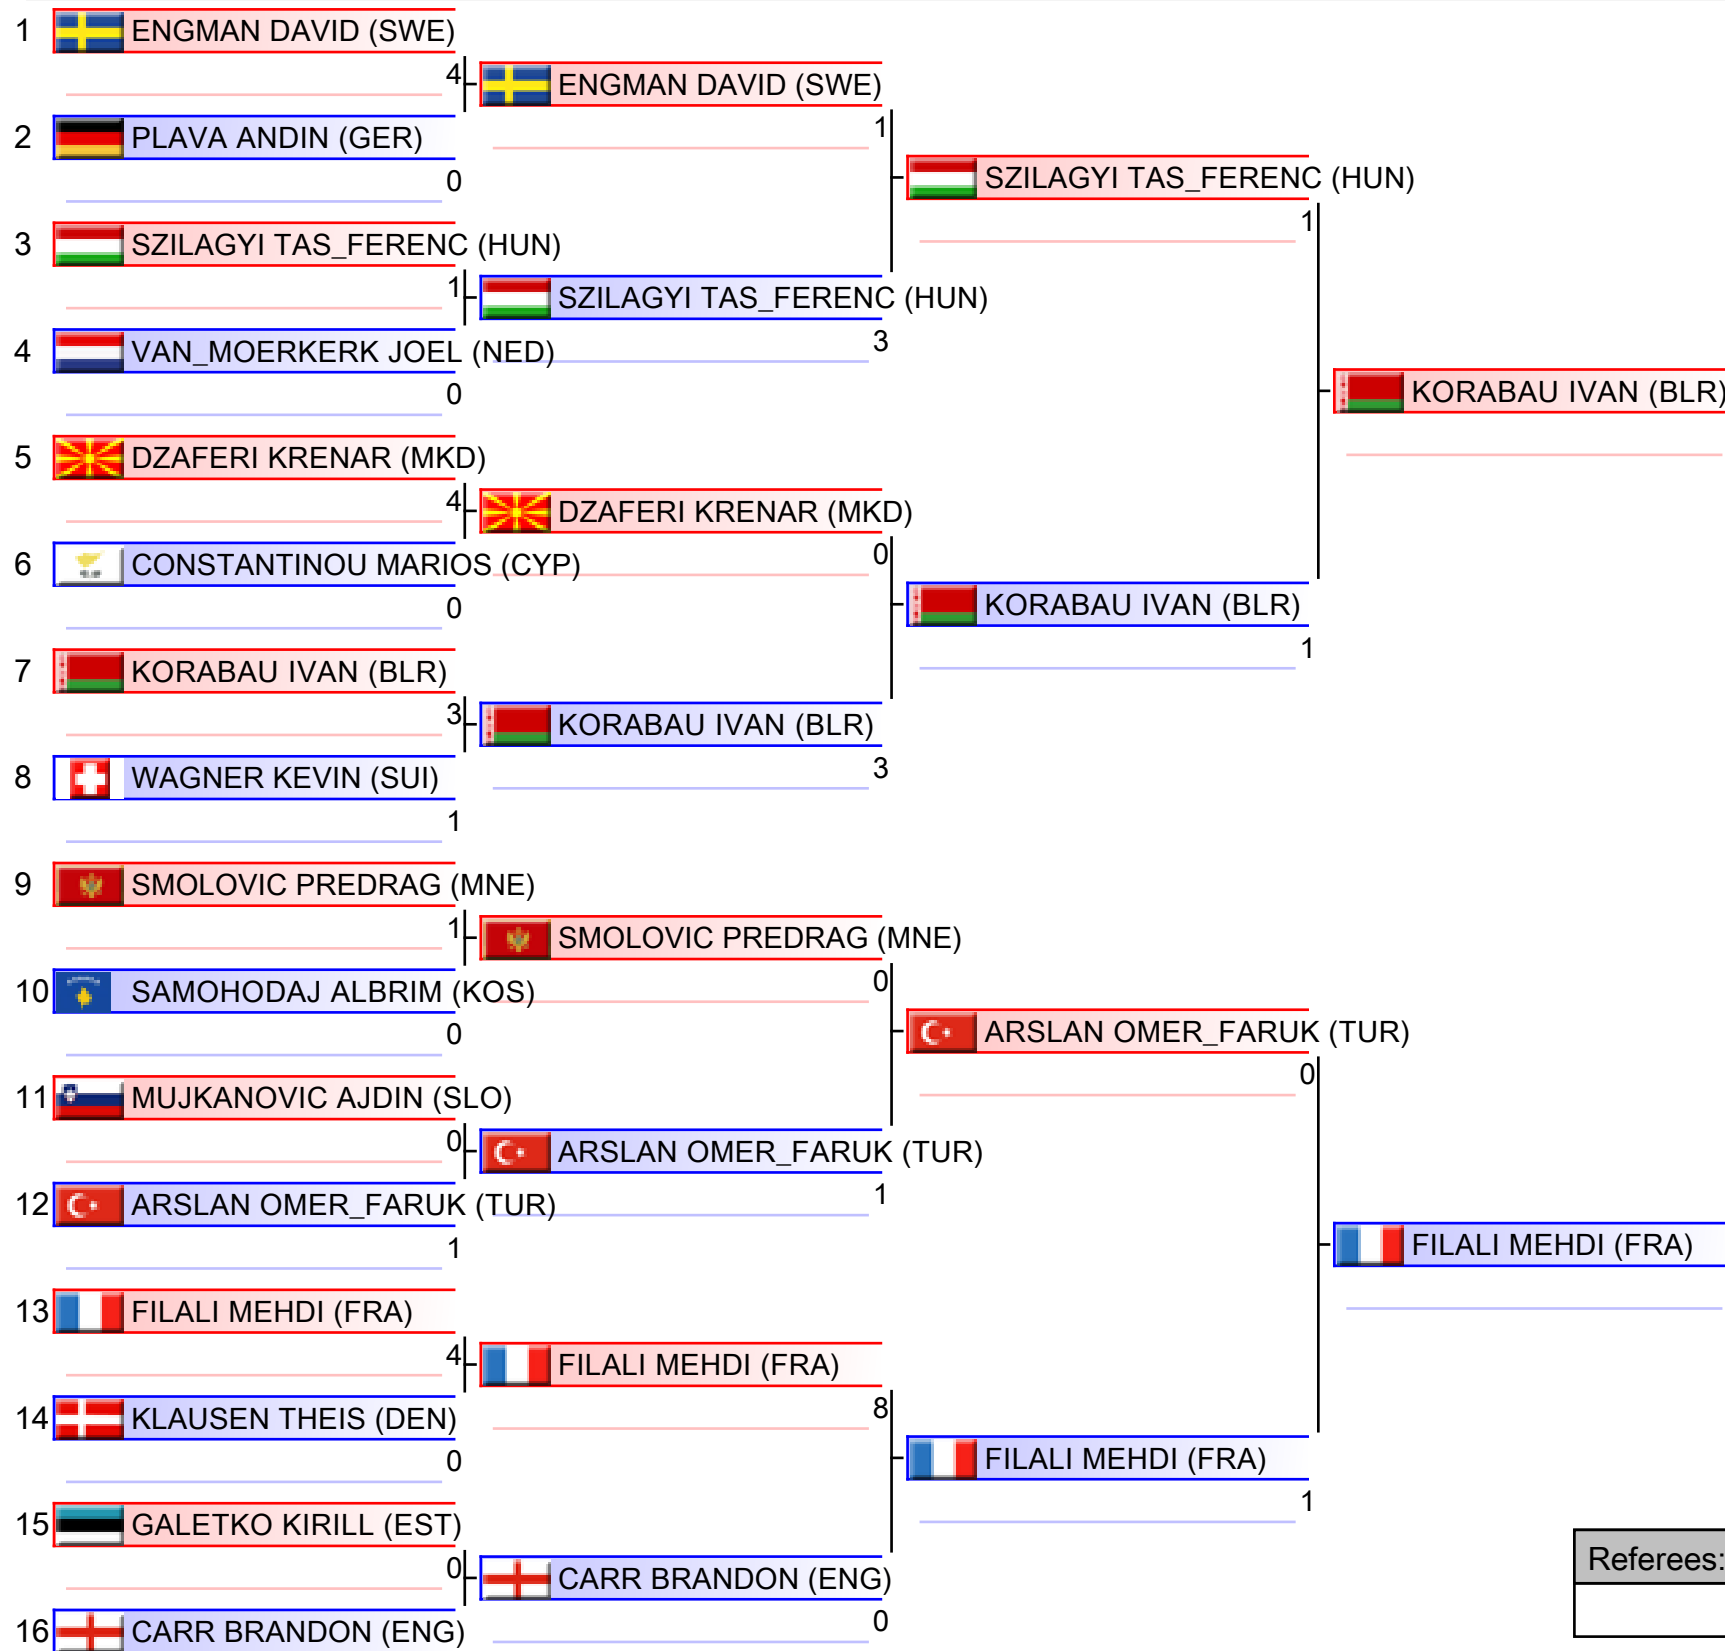 1 ENGMAN DAVID (SWE)
4
ENGMAN DAVID (SWE)
1
2 PLAVA ANDIN (GER)
0
SZILAGYI TAS_FERENC (HUN)
1
3 SZILAGYI TAS_FERENC (HUN)
1
SZILAGYI TAS_FERENC (HUN)
3
4 VAN_MOERKERK JOEL (NED)
0
KORABAU IVAN (BLR)
5 DZAFERI KRENAR (MKD)
4
DZAFERI KRENAR (MKD)
0
6 CONSTANTINOU MARIOS (CYP)
0
KORABAU IVAN (BLR)
1
7 KORABAU IVAN (BLR)
3
KORABAU IVAN (BLR)
3
8 WAGNER KEVIN (SUI)
1
9 SMOLOVIC PREDRAG (MNE)
1
SMOLOVIC PREDRAG (MNE)
0
10 SAMOHODAJ ALBRIM (KOS)
0
ARSLAN OMER_FARUK (TUR)
0
11 MUJKANOVIC AJDIN (SLO)
0
ARSLAN OMER_FARUK (TUR)
1
12 ARSLAN OMER_FARUK (TUR)
1
FILALI MEHDI (FRA)
13 FILALI MEHDI (FRA)
4
FILALI MEHDI (FRA)
8
14 KLAUSEN THEIS (DEN)
0
FILALI MEHDI (FRA)
1
15 GALETKO KIRILL (EST)
0
CARR BRANDON (ENG)
0
16 CARR BRANDON (ENG)
Referees: